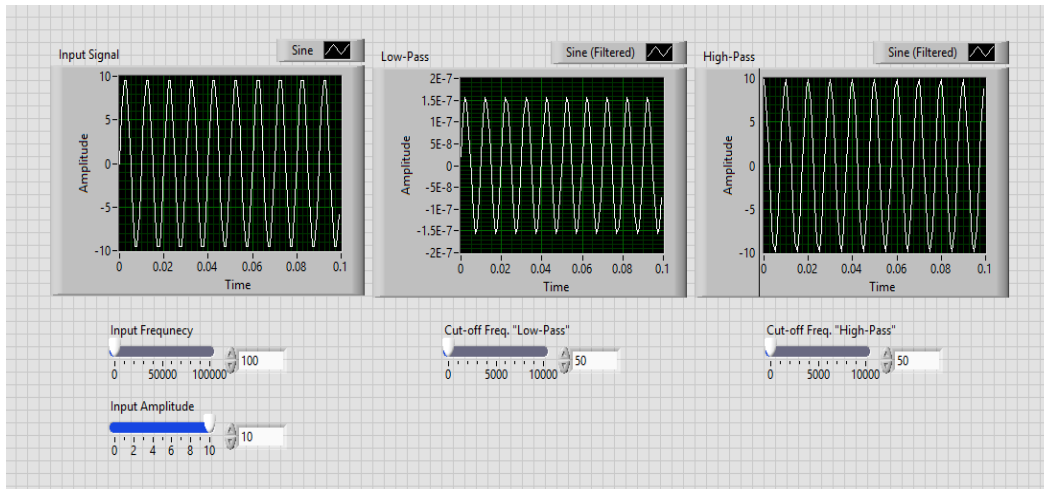 Input Signal
Sine
10
5
0
-5
-10
Amplitude
0 0.02 0.04 0.06 0.08 0.1
Time
Low-Pass
Sine (Filtered)
2E-7
1.5E-7
1E-7
5E-8
0
-5E-8
-1E-7
-1.5E-7
-2E-7
Amplitude
0 0.02 0.04 0.06 0.08 0.1
Time
High-Pass
Sine (Filtered)
10
5
0
-5
-10
Amplitude
0 0.02 0.04 0.06 0.08 0.1
Time
Input Frequnecy
0 50000 100000
100
Cut-off Freq. "Low-Pass"
0 5000 10000
50
Cut-off Freq. "High-Pass"
0 5000 10000
50
Input Amplitude
0 2 4 6 8 10
10